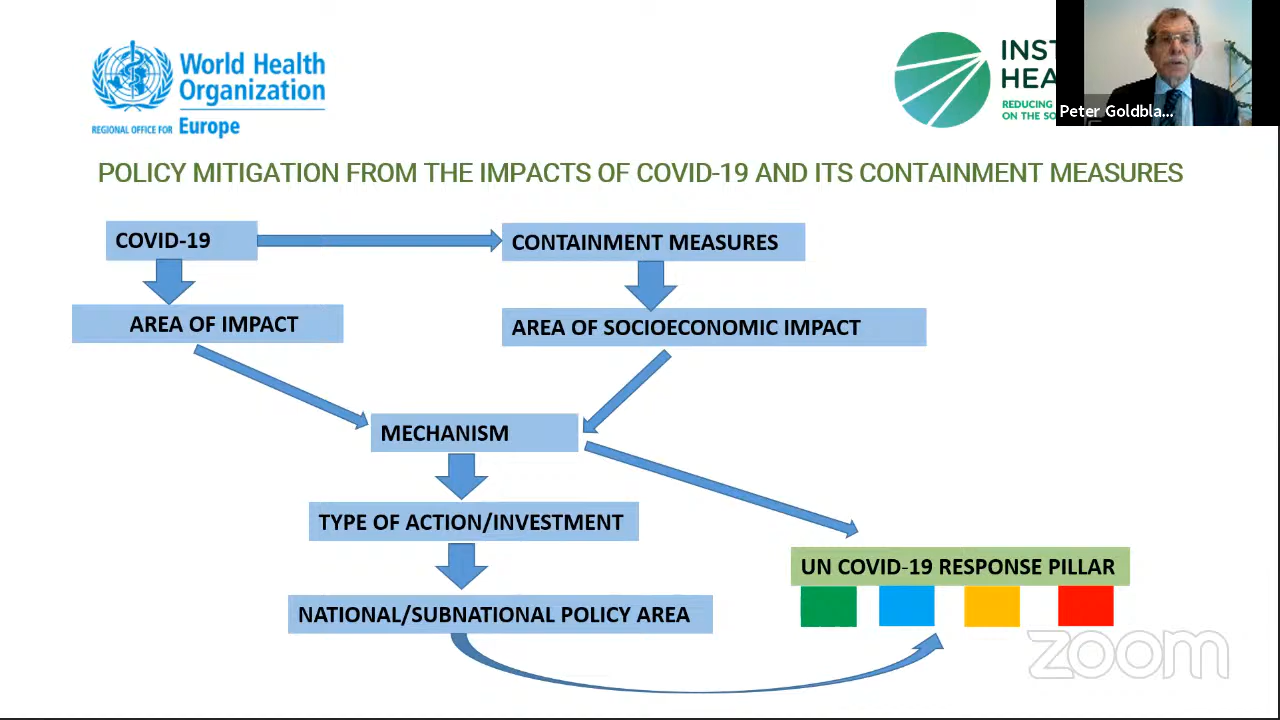 World Health
Organization
REGIONAL OFFICE FOR Europe
INST
HEA
REDUCING
ON THE SO
Peter Goldbla...
POLICY MITIGATION FROM THE IMPACTS OF COVID-19 AND ITS CONTAINMENT MEASURES
COVID-19
CONTAINMENT MEASURES
AREA OF IMPACT
AREA OF SOCIOECONOMIC IMPACT
MECHANISM
TYPE OF ACTION/INVESTMENT
UN COVID-19 RESPONSE PILLAR
NATIONAL/SUBNATIONAL POLICY AREA
zoom